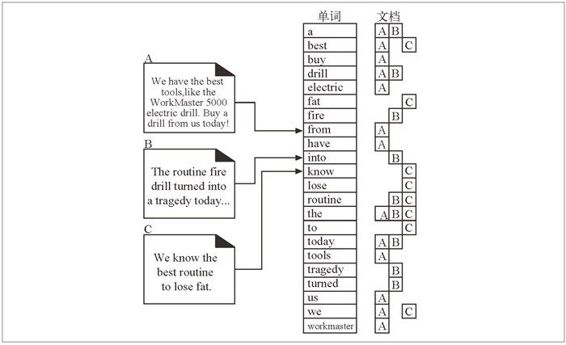 单词 文档
A
We have the best
tools,like the
WorkMaster 5000
electric drill. Buy a
drill from us today!
B
The routine fire
drill turned into
a tragedy today...
C
We know the
best routine
to lose fat.
a A B
best A C
buy A
drill A B
electric A
fat C
fire B
from A
have A
into B
know C
lose C
routine B C
the A B C
to C
today A B
tools A
tragedy B
turned B
us A
we A C
workmaster A